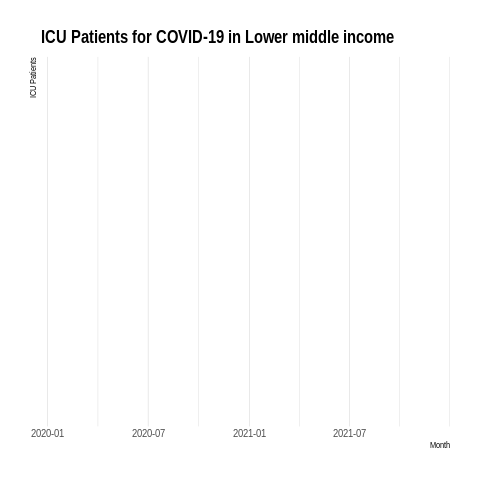 ICU Patients for COVID-19 in Lower middle income
ICU Patients
2020-01
2020-07
2021-01
2021-07
Month